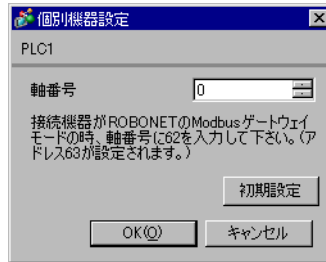 個別機器設定
PLC1
軸番号 0
接続機器がROBONETのModbusゲートウェイ
モードの時、軸番号に62を入力して下さい。(ア
ドレス63が設定されます。)
初期設定
OK(O) キャンセル